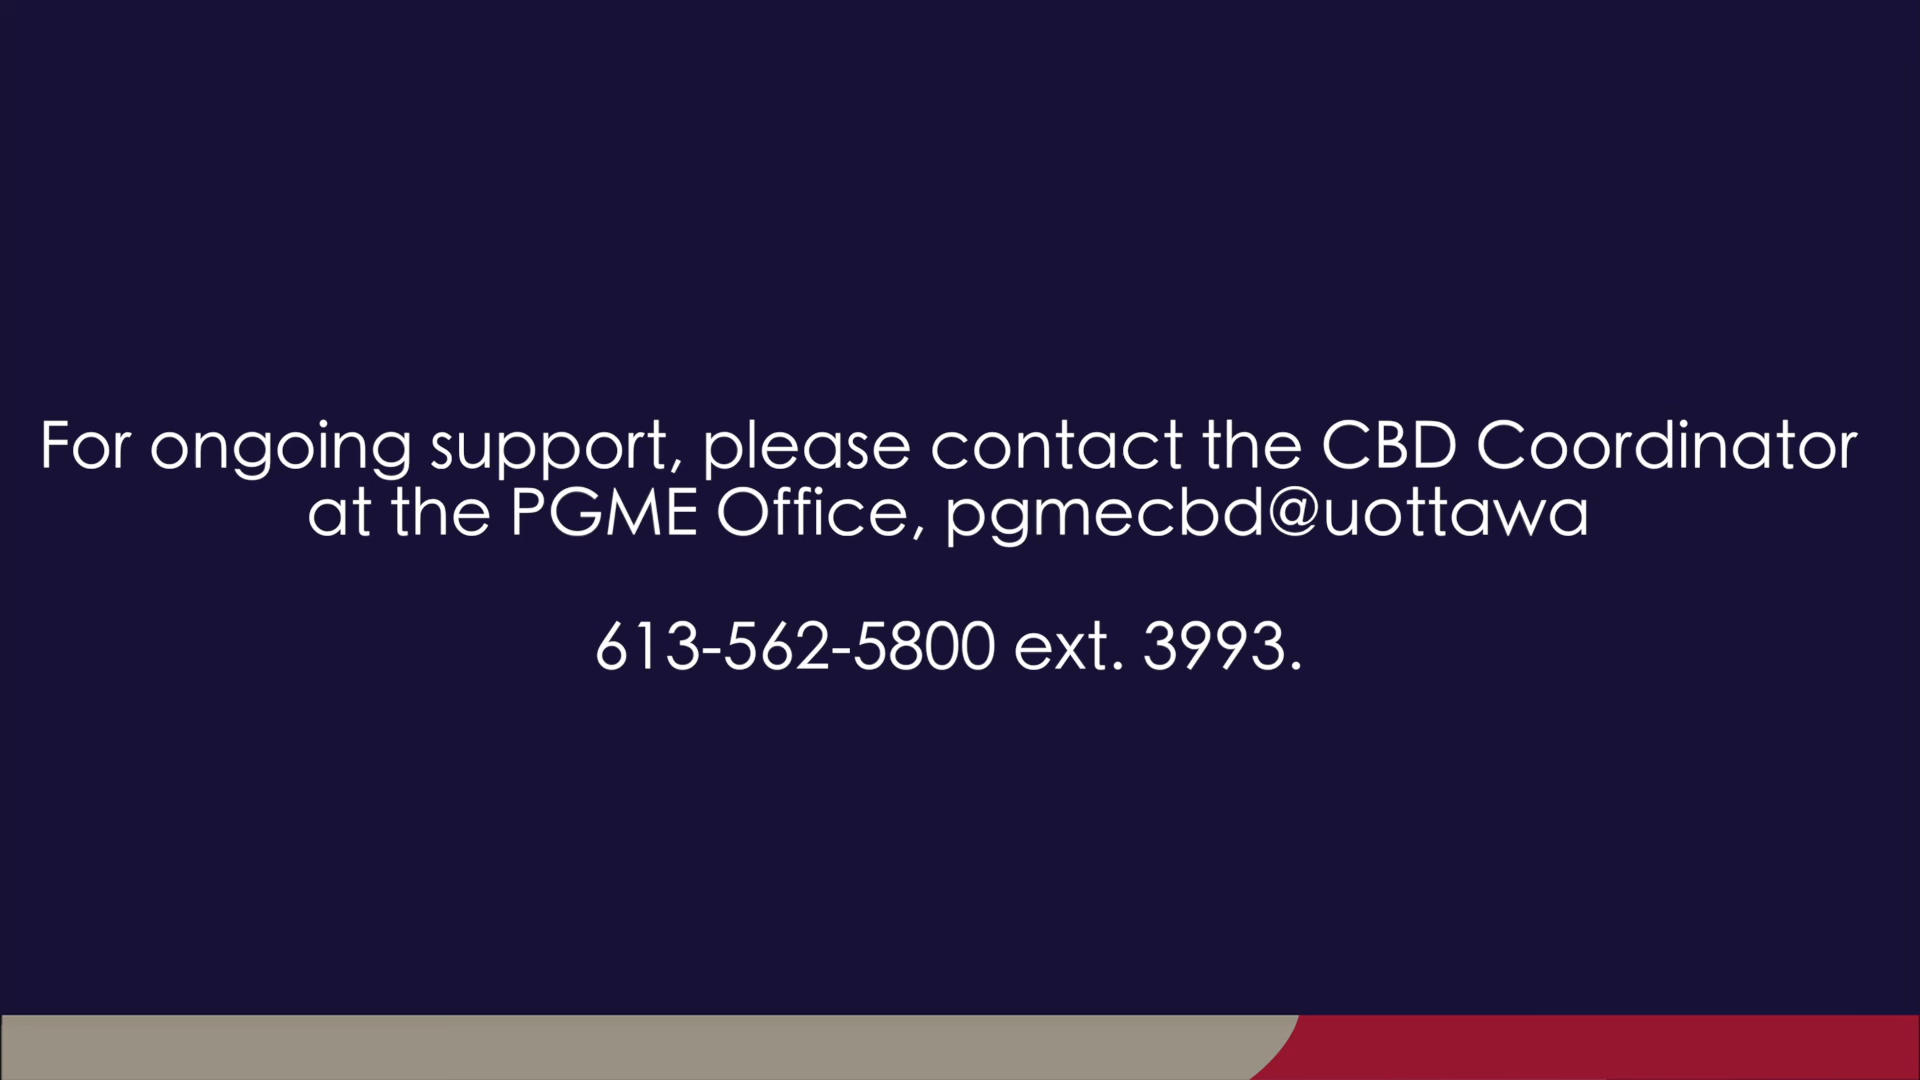 For ongoing support, please contact the CBD Coordinator
at the PGME Office, pgmecbd@uottawa
613-562-5800 ext. 3993.